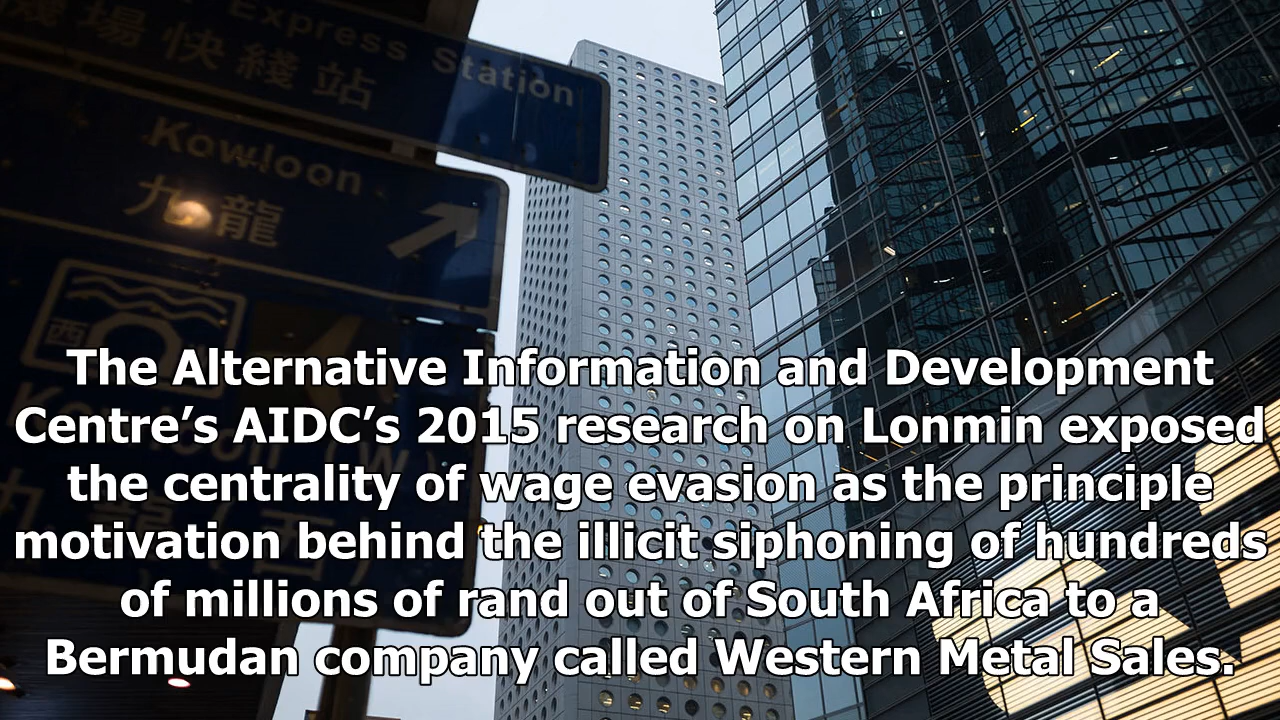 Express Station
機場快綫站
Kowloon
九龍
西
The Alternative Information and Development
Centre’s AIDC’s 2015 research on Lonmin exposed
the centrality of wage evasion as the principle
motivation behind the illicit siphoning of hundreds
of millions of rand out of South Africa to a
Bermudan company called Western Metal Sales.